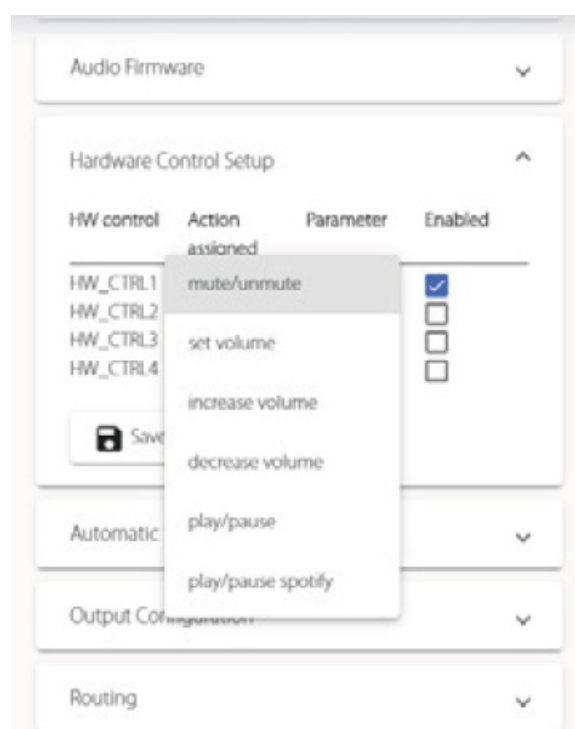 Audio Firmware
Hardware Control Setup
HW control Action Parameter Enabled
assigned
HW_CTRL1 mute/unmute
HW_CTRL2
HW_CTRL3 set volume
HW_CTRL4
increase volume
Save
decrease volume
Automatic play/pause
play/pause spotify
Output
Routing